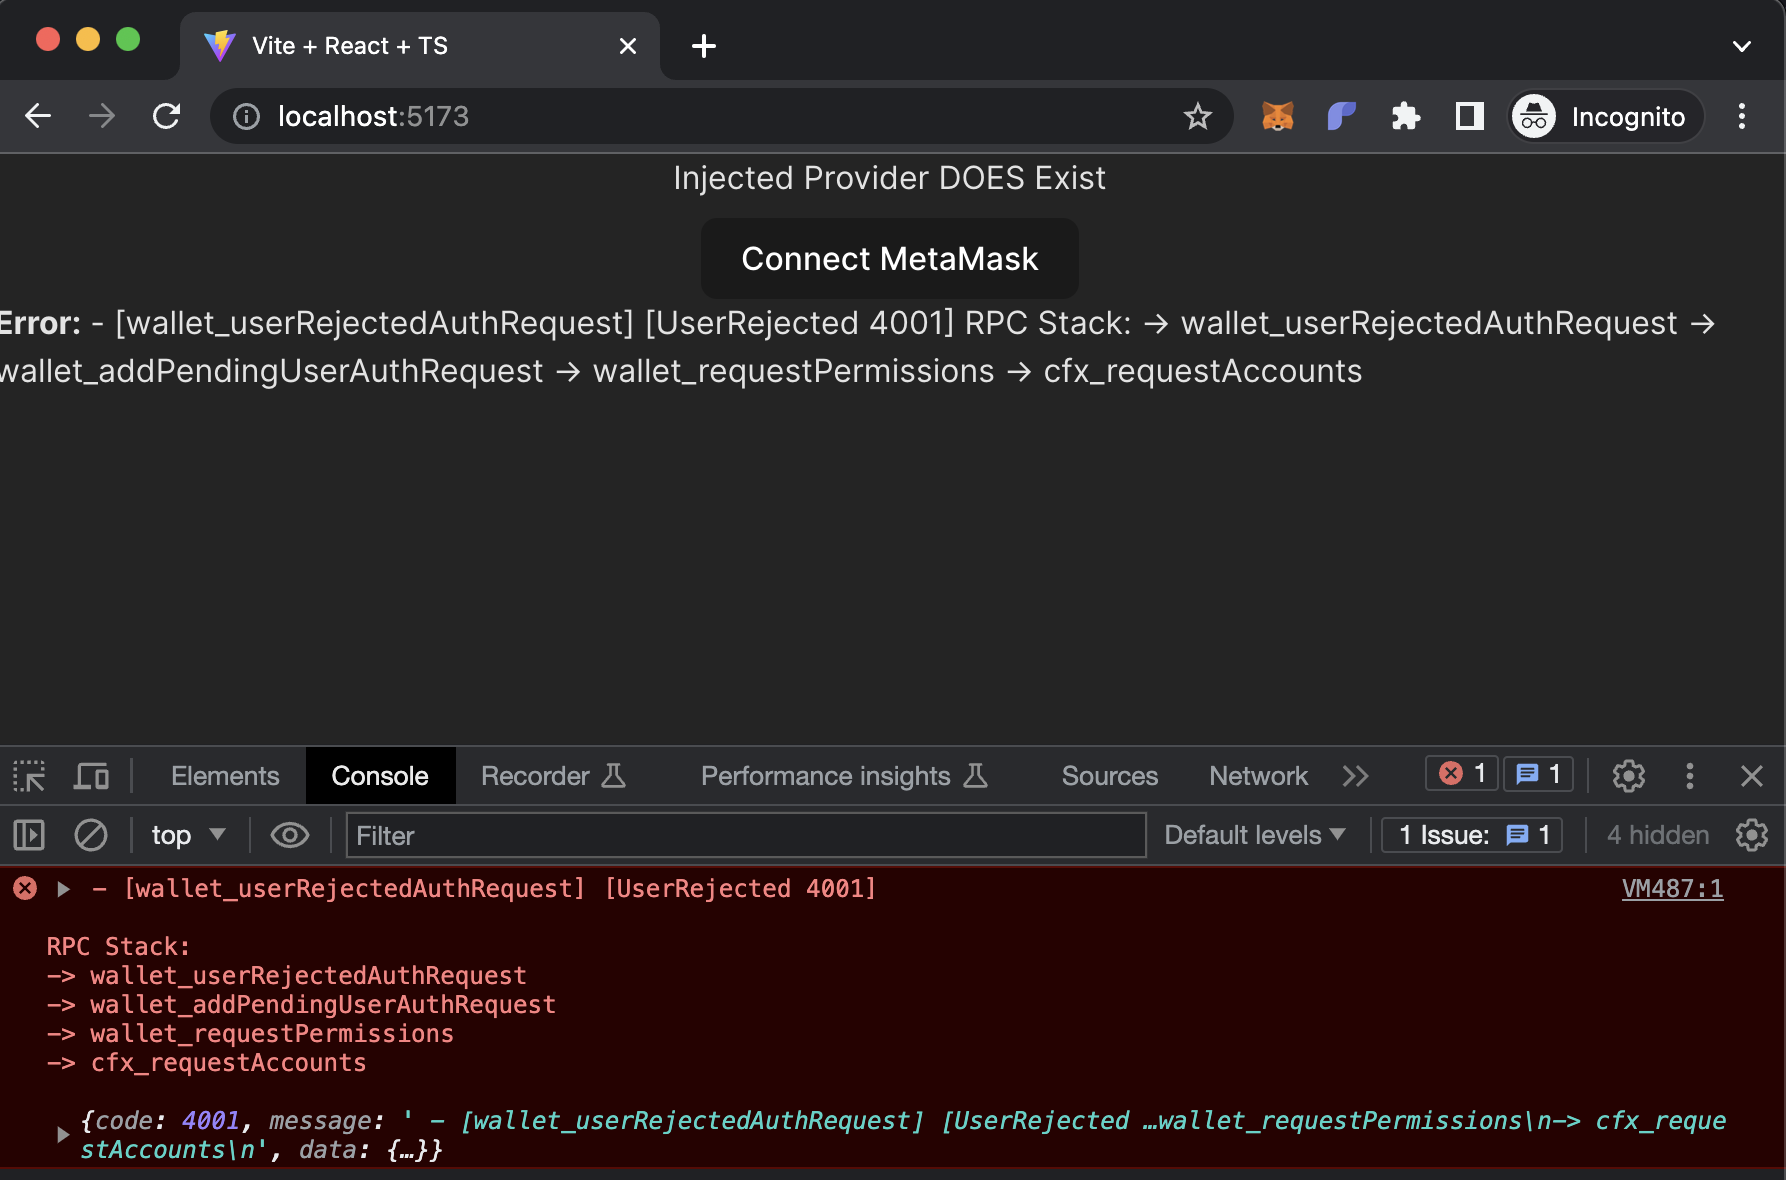 Vite + React + TS
localhost:5173
Incognito
Injected Provider DOES Exist
Connect MetaMask
Error: - [wallet_userRejectedAuthRequest] [UserRejected 4001] RPC Stack: -> wallet_userRejectedAuthRequest ->
wallet_addPendingUserAuthRequest -> wallet_requestPermissions -> cfx_requestAccounts
Elements Console Recorder Performance insights Sources Network 1 1
top Filter Default levels 1 Issue: 1 4 hidden
- [wallet_userRejectedAuthRequest] [UserRejected 4001] VM487:1
RPC Stack:
-> wallet_userRejectedAuthRequest
-> wallet_addPendingUserAuthRequest
-> wallet_requestPermissions
-> cfx_requestAccounts
{code: 4001, message: ' - [wallet_userRejectedAuthRequest] [UserRejected …wallet_requestPermissions\n-> cfx_reque
stAccounts\n', data: {…}}